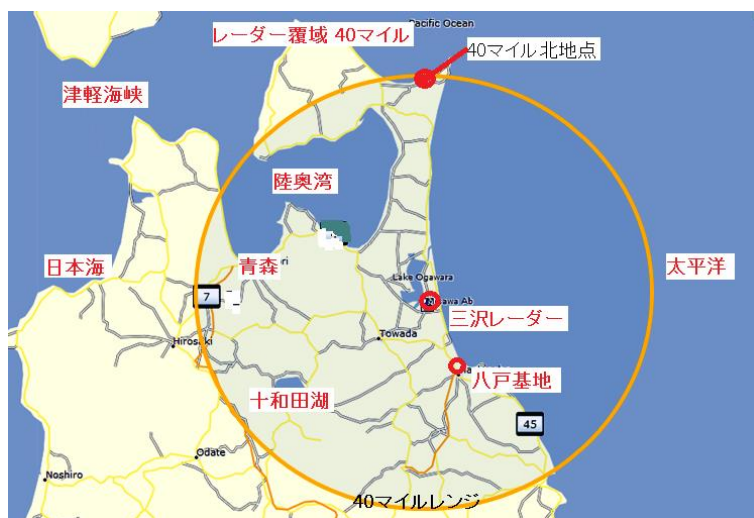 Pacific Ocean
レーダー覆域 40マイル
40マイル北地点
津軽海峡
陸奥湾
日本海
青森
太平洋
7
Lake Ogawara
三沢レーダー
Hirosaki
Towada
八戸基地
十和田湖
45
Odate
Noshiro
40マイルレンジ